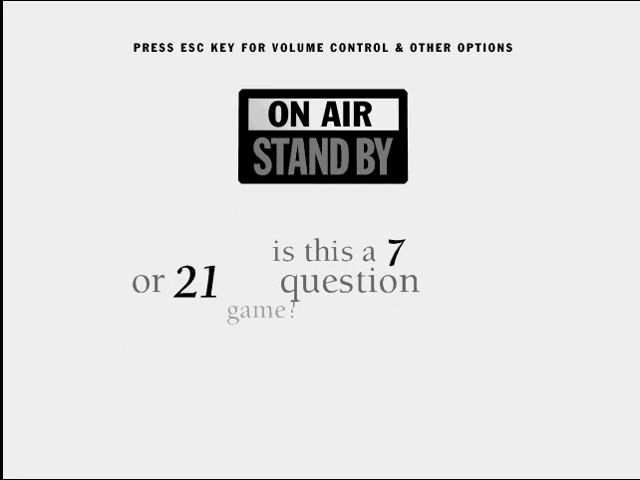 PRESS ESC KEY FOR VOLUME CONTROL & OTHER OPTIONS
ON AIR
STAND BY
is this a 7
or 21 question
game?